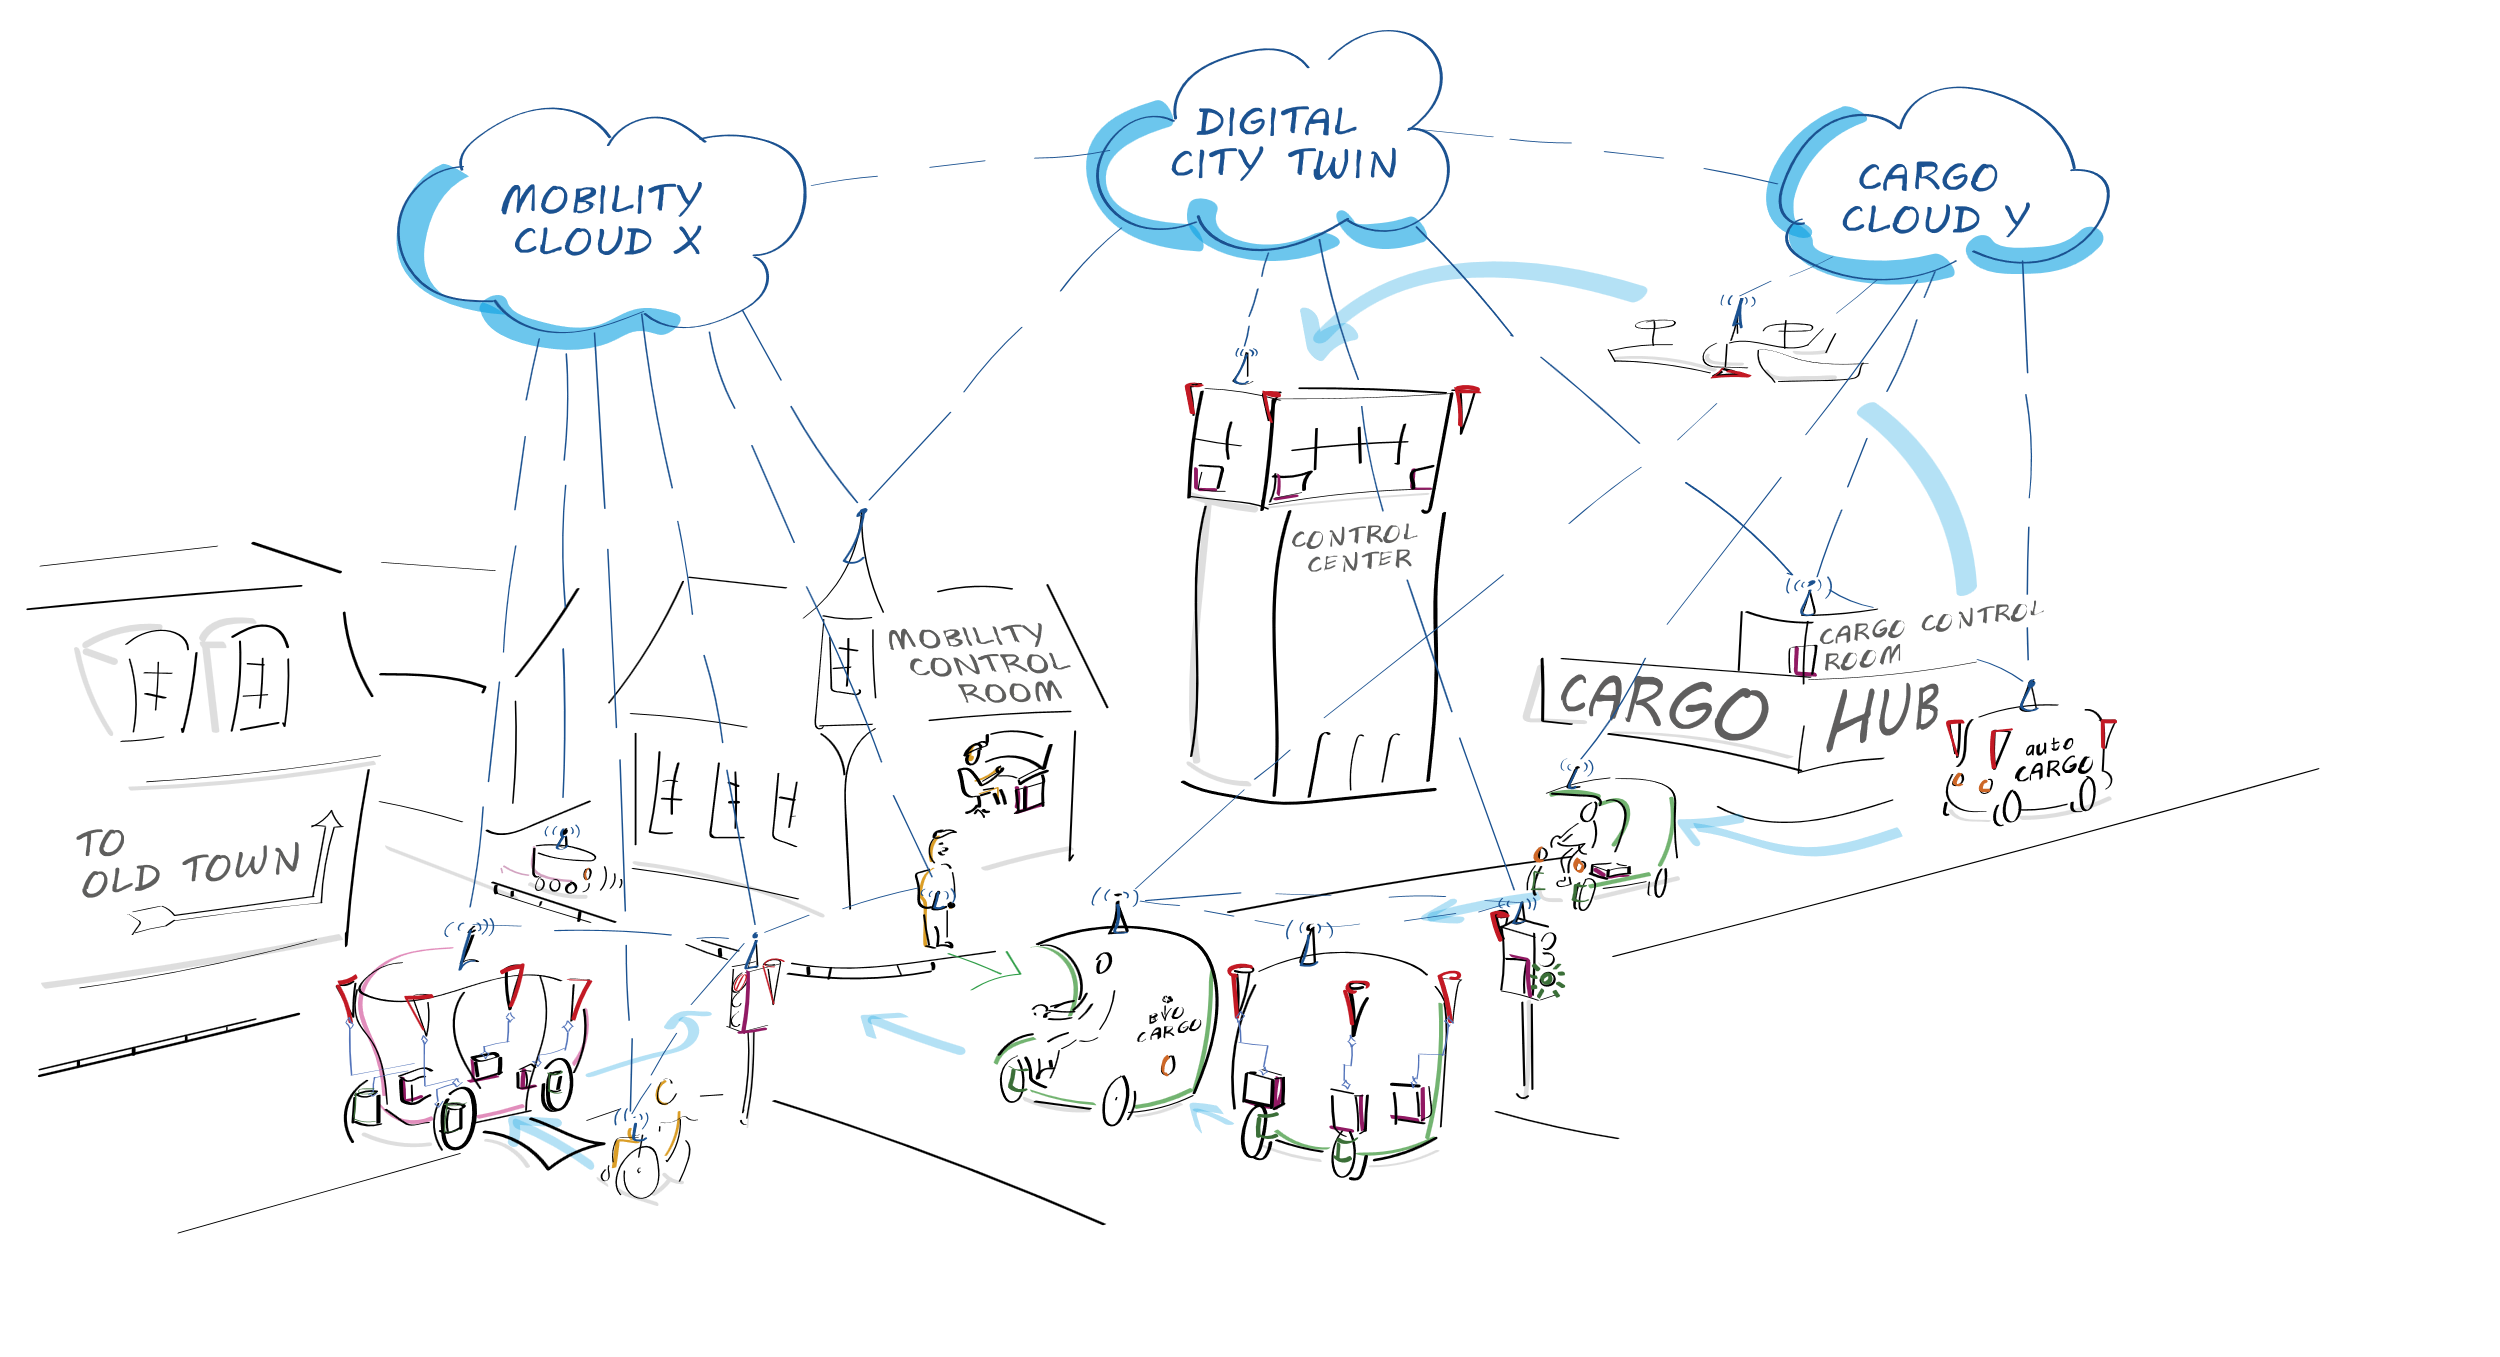 MOBILITY
CLOUD X
DIGITAL
CITY TWIN
CARGO
CLOUD Y
CONTROL
CENTER
MOBILITY
CONTROL
ROOM
CARGO CONTROL
ROOM
CARGO HUB
auto
CARGO
TO
OLD TOWN
CARGO